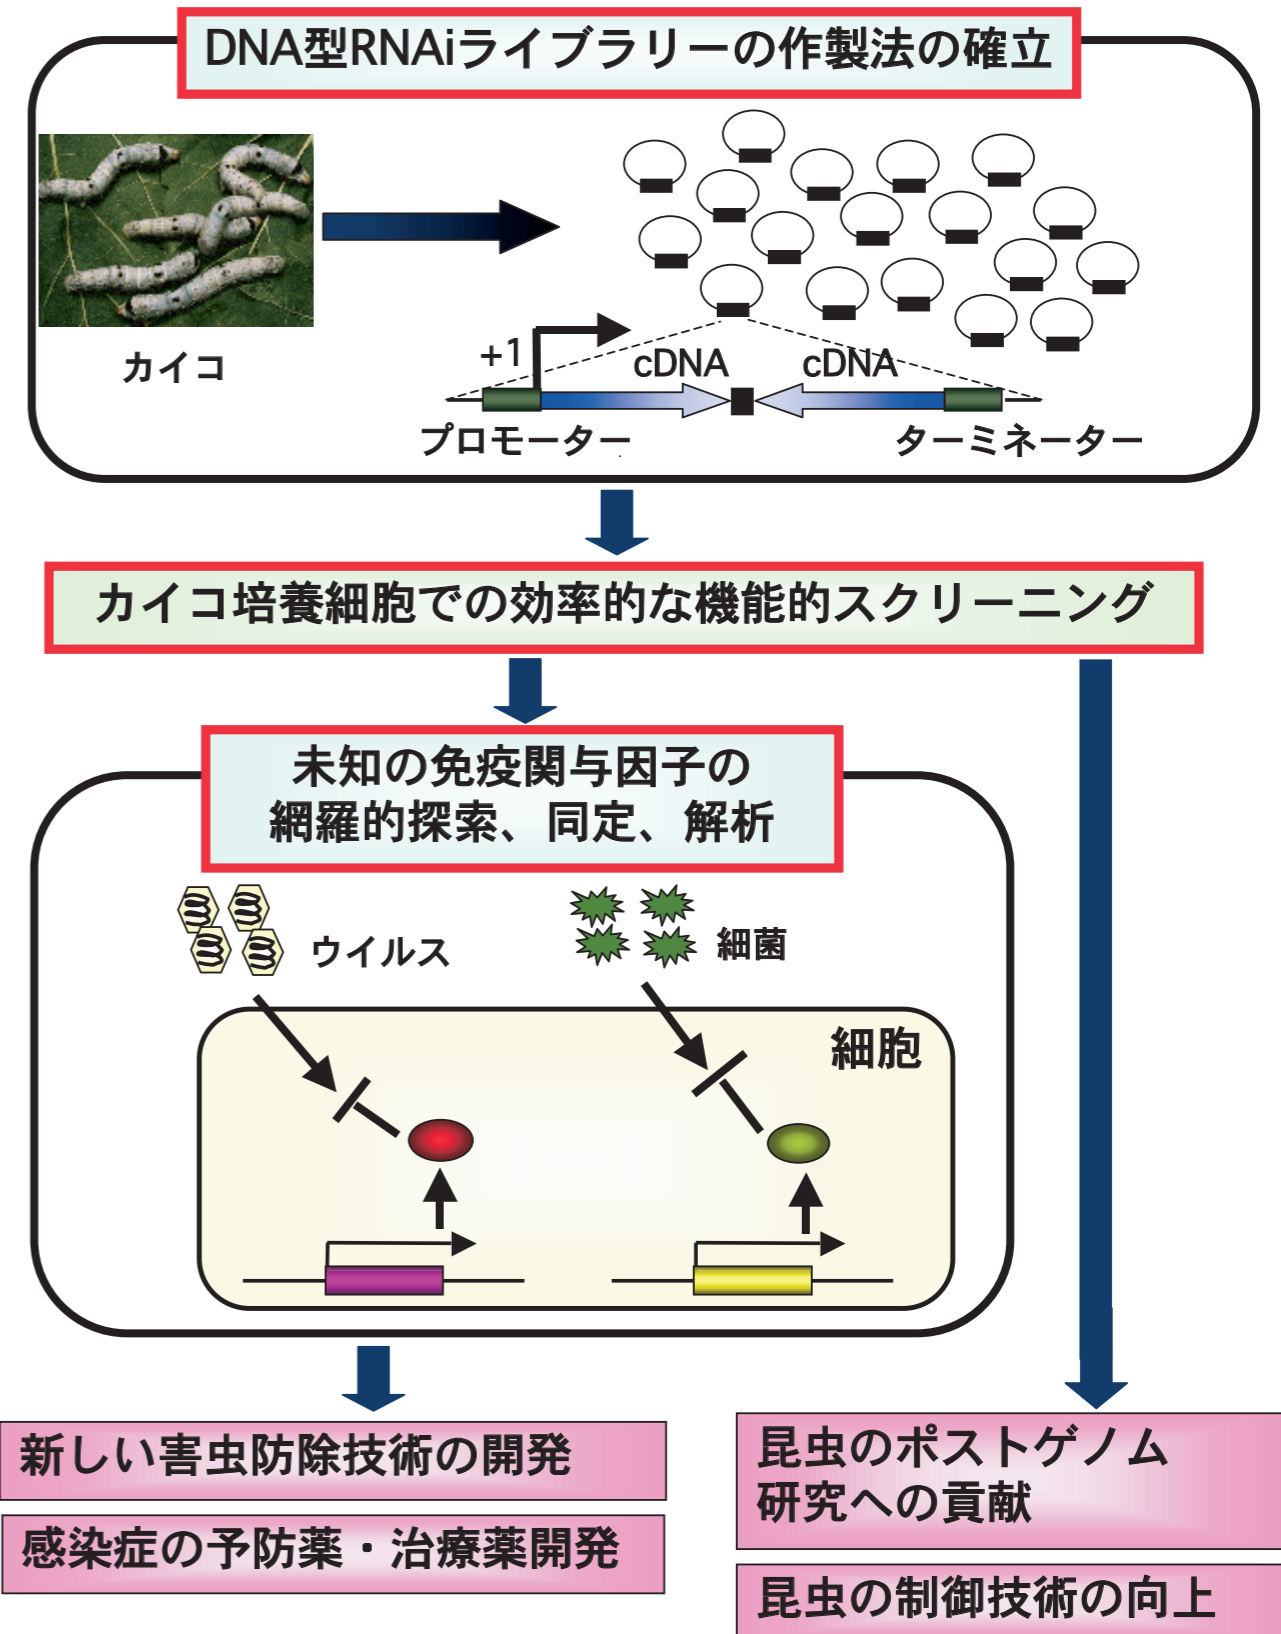 DNA型RNAiライブラリーの作製法の確立
カイコ
+1
cDNA
cDNA
プロモーター
ターミネーター
カイコ培養細胞での効率的な機能的スクリーニング
未知の免疫関与因子の
網羅的探索、同定、解析
ウイルス
細菌
細胞
新しい害虫防除技術の開発
感染症の予防薬・治療薬開発
昆虫のポストゲノム
研究への貢献
昆虫の制御技術の向上